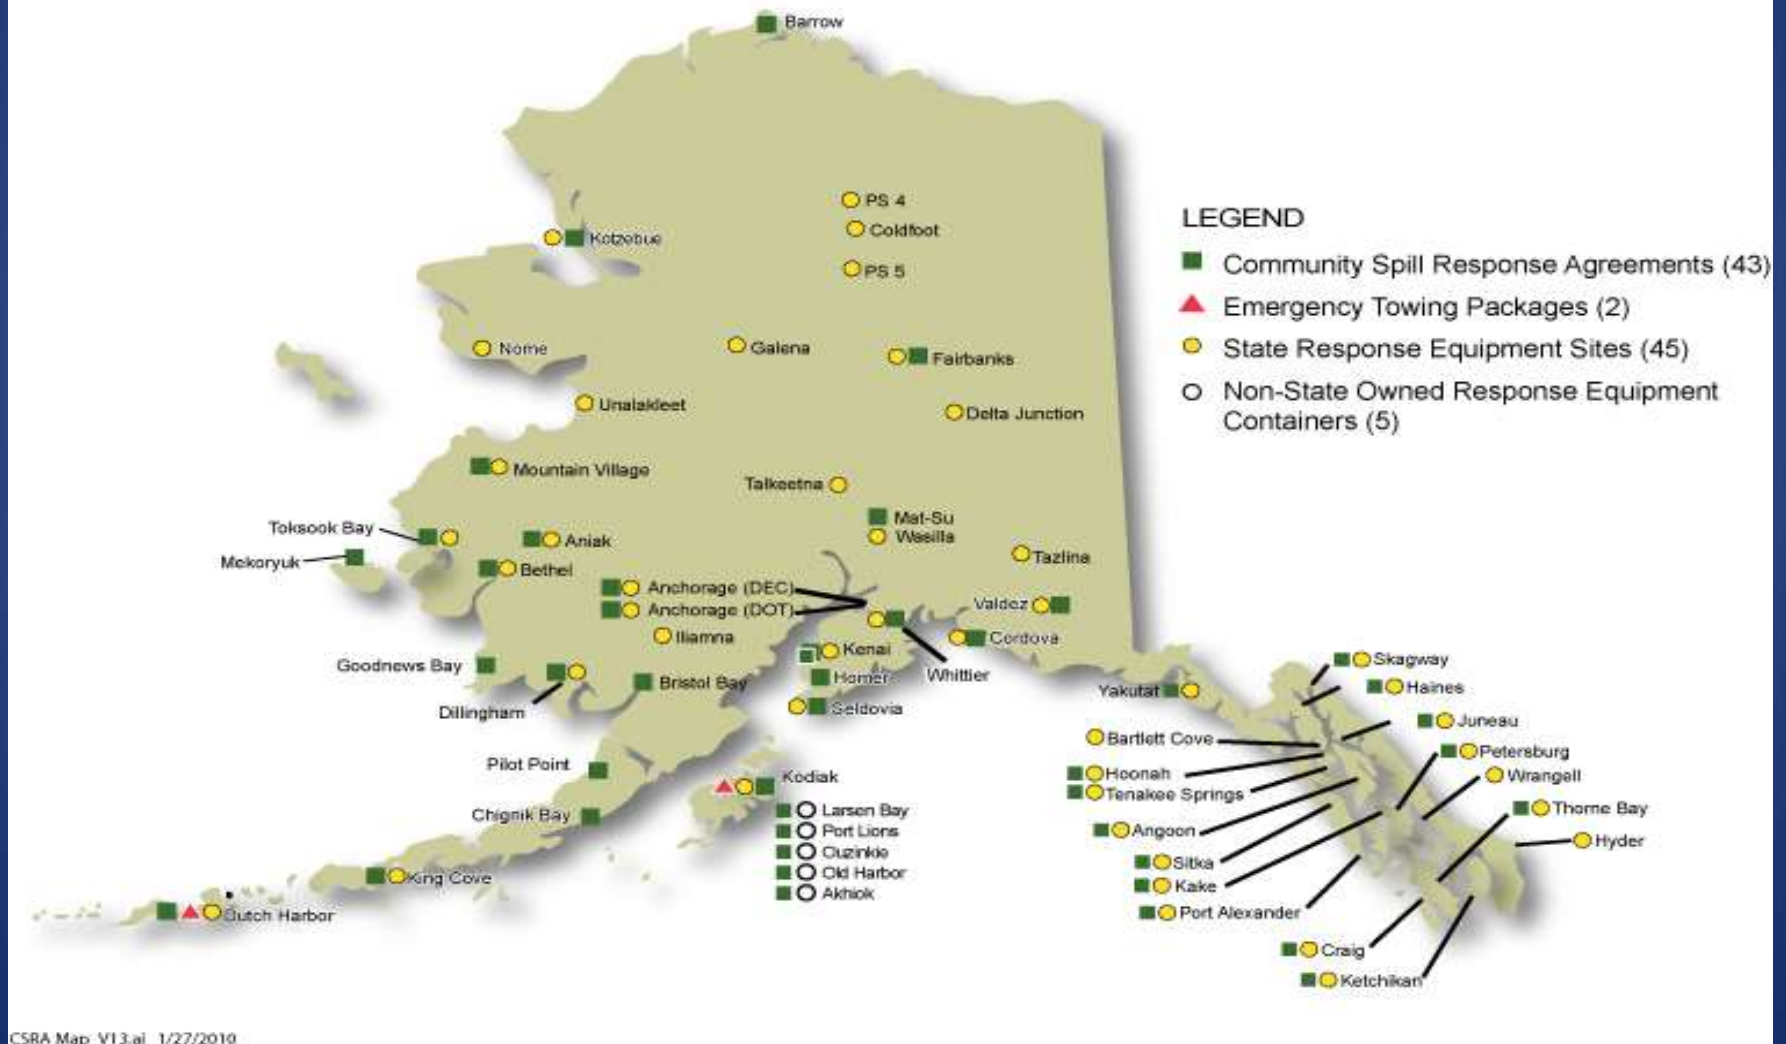 Barrow
PS 4
Coldfoot
PS 5
Kotzebue
Nome
Galena
Fairbanks
Unalakleet
Delta Junction
Mountain Village
Talkeetna
Mat-Su
Wasilla
Toksook Bay
Mekoryuk
Aniak
Bethel
Tazlina
Anchorage (DEC)
Anchorage (DOT)
Iliamna
Valdez
Cordova
Kenai
Whittier
Goodnews Bay
Homer
Bristol Bay
Dillingham
Seldovia
Pilot Point
Kodiak
Chignik Bay
Larsen Bay
Port Lions
Ouzinkie
Old Harbor
Akhiok
King Cove
Dutch Harbor
LEGEND
Community Spill Response Agreements (43)
Emergency Towing Packages (2)
State Response Equipment Sites (45)
Non-State Owned Response Equipment
Containers (5)
Skagway
Haines
Yakutat
Juneau
Bartlett Cove
Petersburg
Hoonah
Wrangell
Tenakee Springs
Thorne Bay
Angoon
Hyder
Sitka
Kake
Port Alexander
Craig
Ketchikan
CSRA Map_V13.ai 1/27/2010